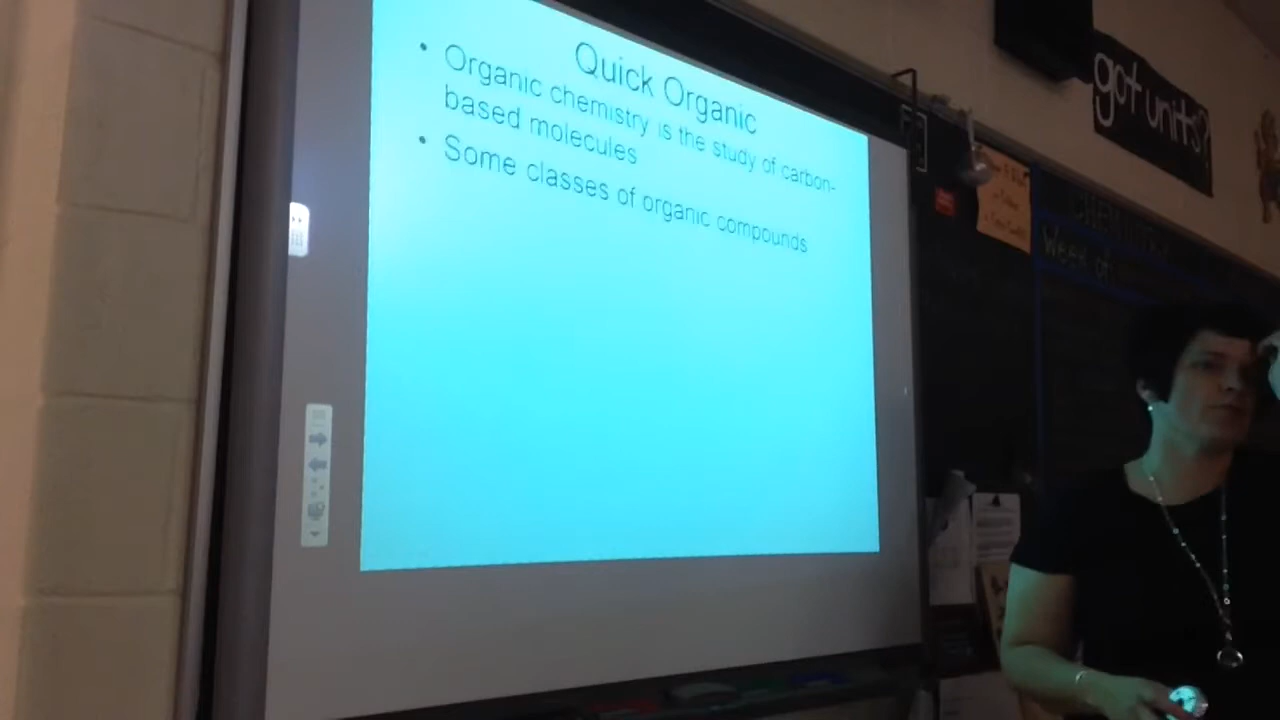 Quick Organic
• Organic chemistry is the study of carbon-
based molecules
• Some classes of organic compounds
got units?
CHEMISTRY
Week of: